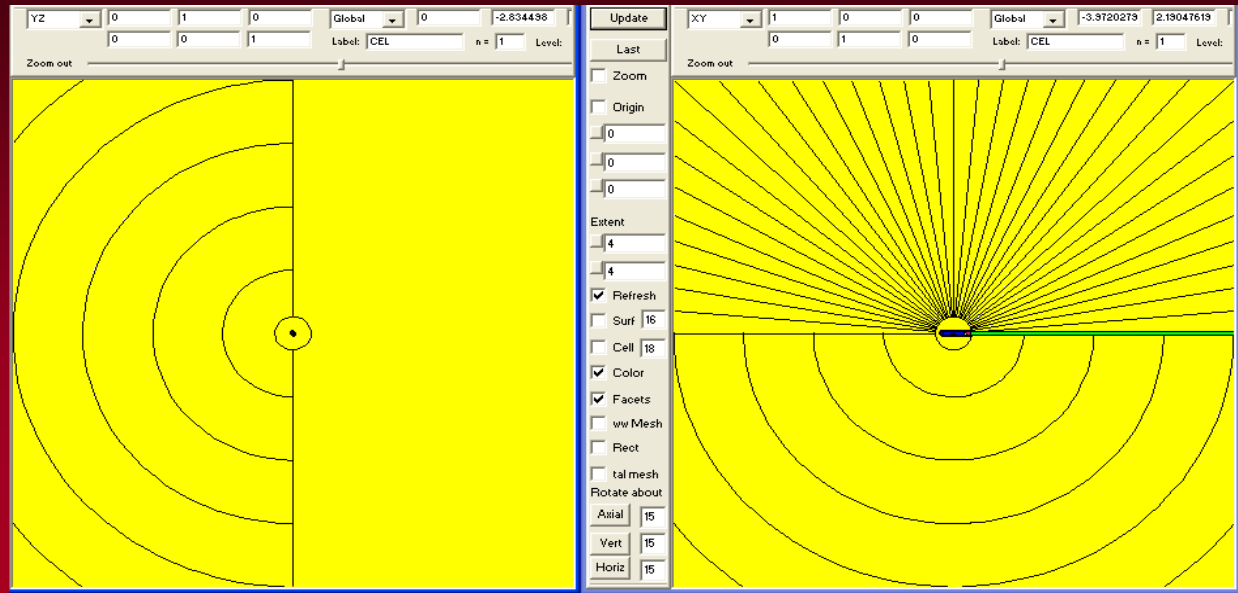 YZ 0 1 0 Global 0 -2.834498
0 0 1 Label: CEL n = 1 Level:
Zoom out
Update
Last
Zoom
Origin
0
0
0
Extent
4
4
Refresh
Surf 16
Cell 18
Color
Facets
ww Mesh
Rect
tal mesh
Rotate about
Axial 15
Vert 15
Horiz 15
XY 1 0 0 Global -3.9720279 2.19047619
0 1 0 Label: CEL n = 1 Level:
Zoom out